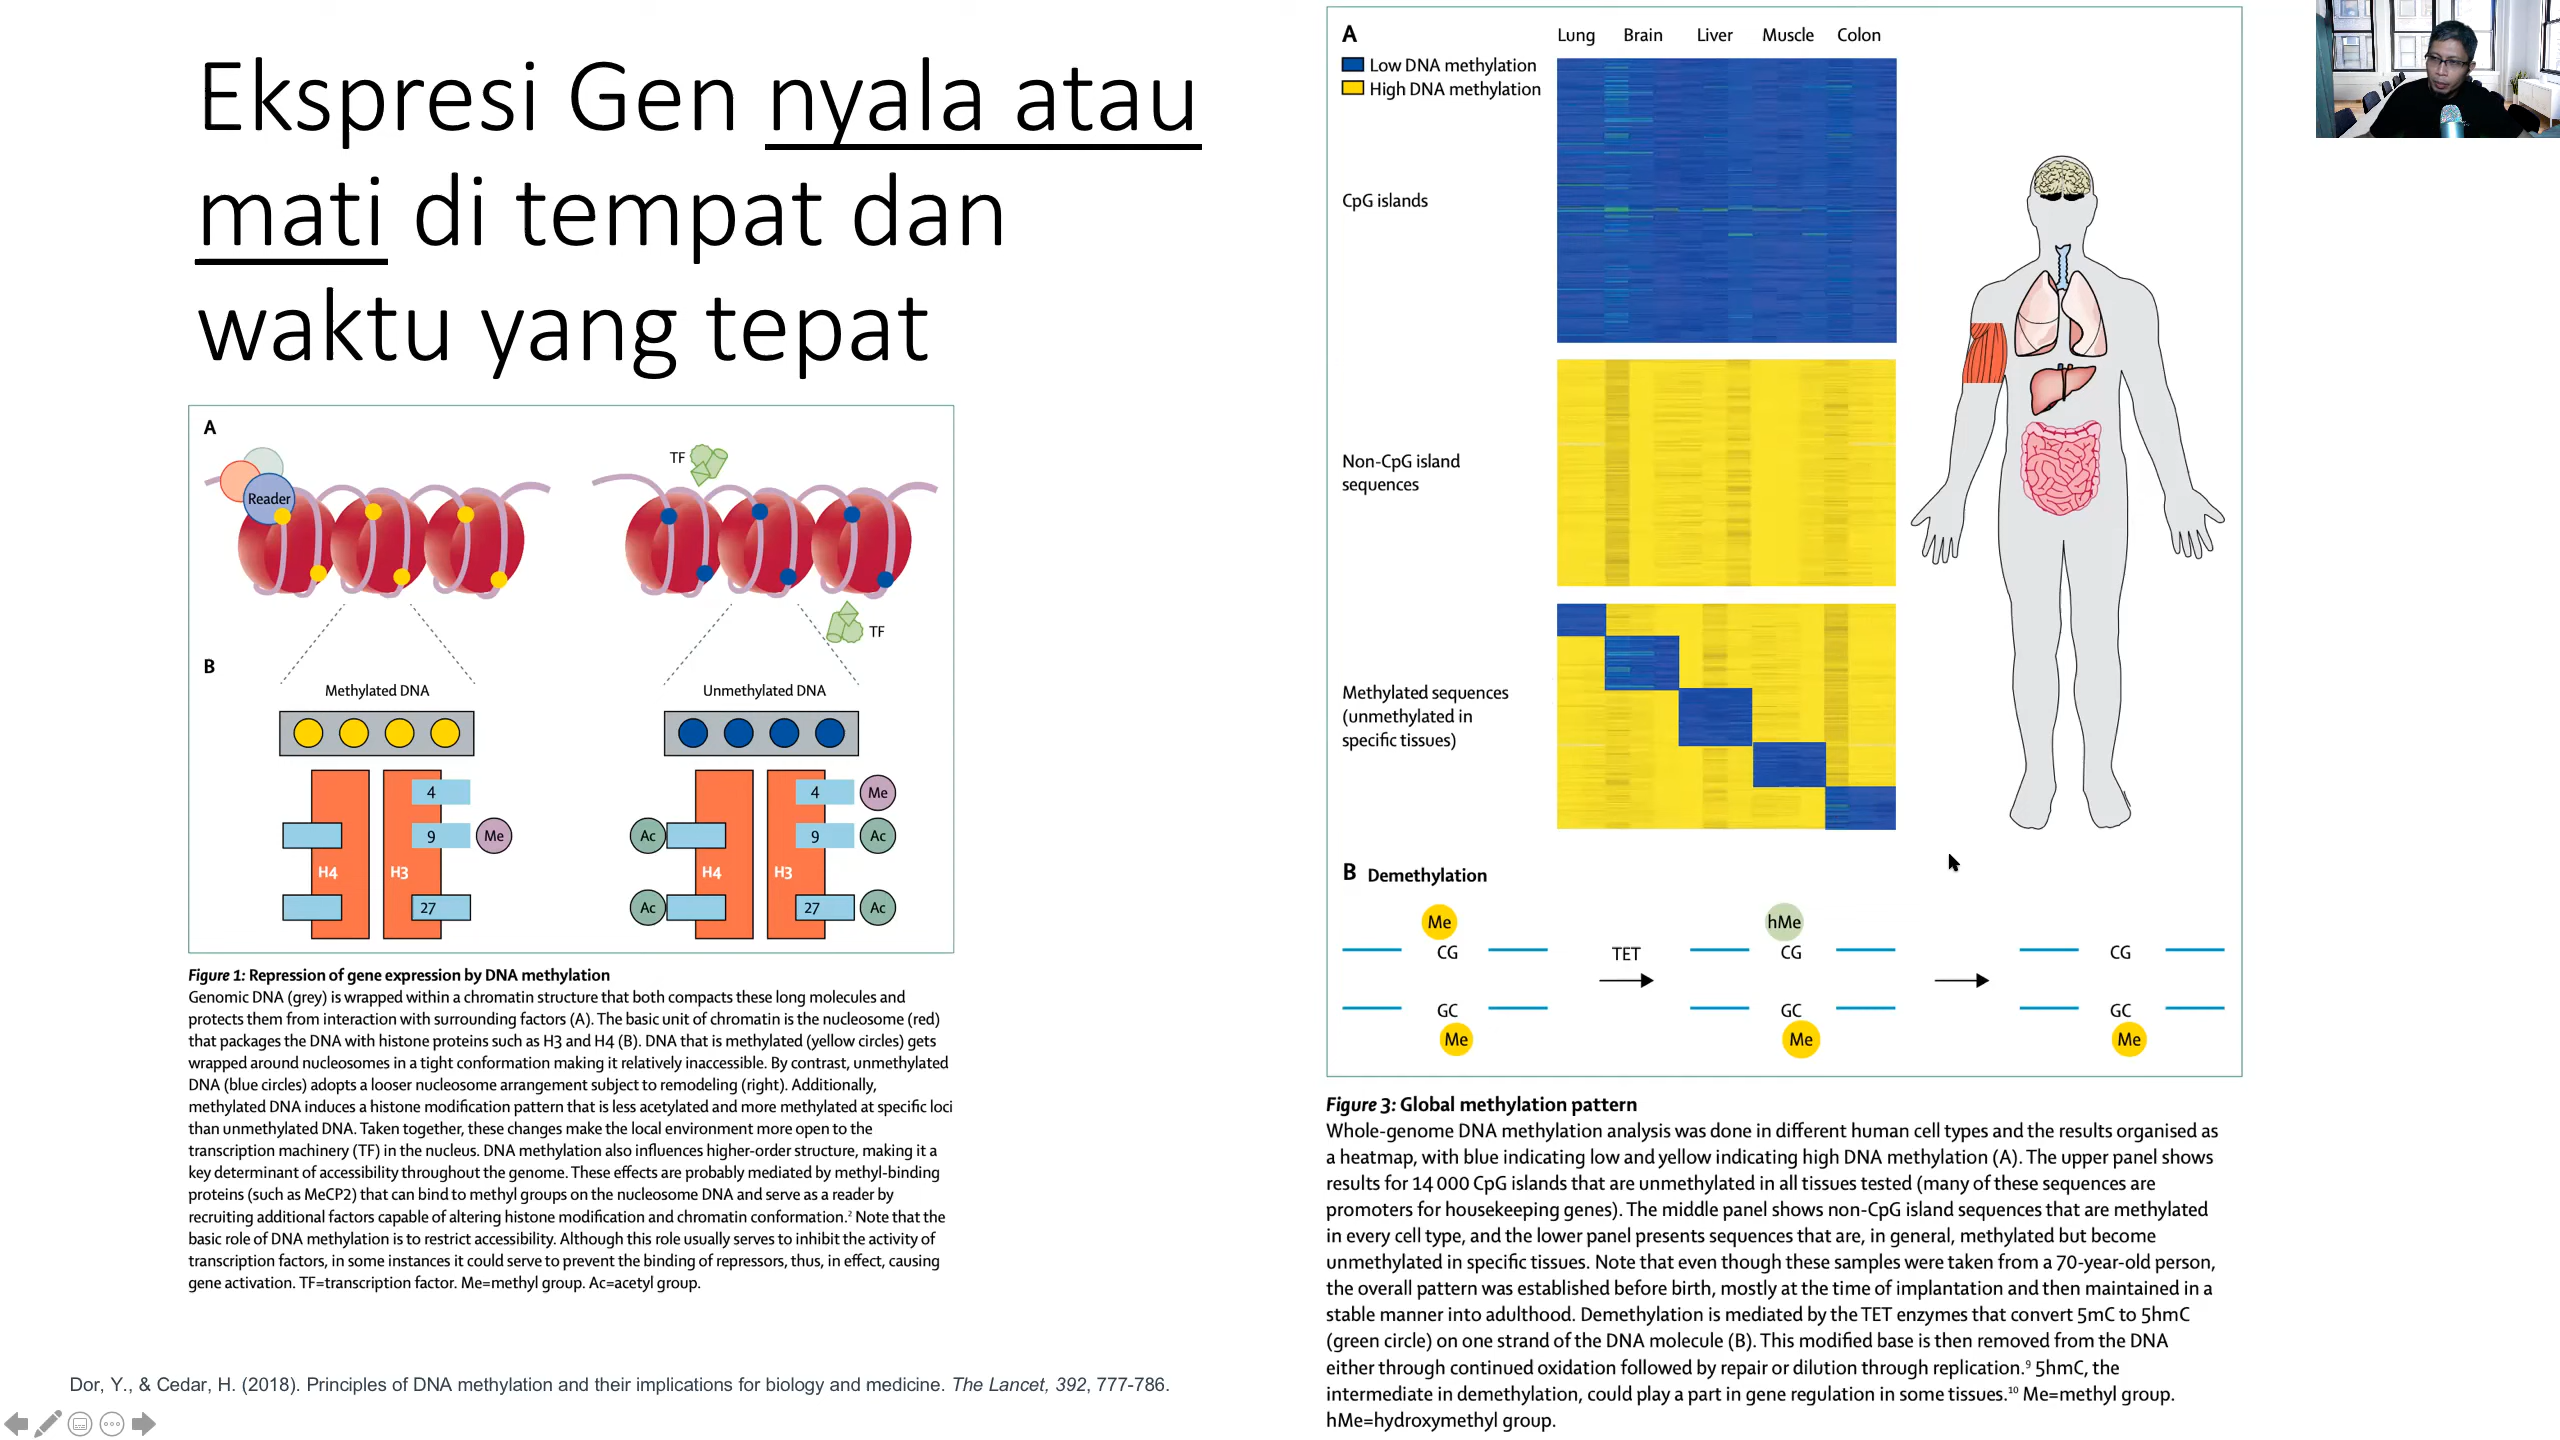 Ekspresi Gen nyala atau
mati di tempat dan
waktu yang tepat
A
Reader
TF
TF
B
Methylated DNA
Unmethylated DNA
4
9
Me
H4
H3
27
4
Me
Ac
9
Ac
H4
H3
Ac
27
Ac
Figure 1: Repression of gene expression by DNA methylation
Genomic DNA (grey) is wrapped within a chromatin structure that both compacts these long molecules and
protects them from interaction with surrounding factors (A). The basic unit of chromatin is the nucleosome (red)
that packages the DNA with histone proteins such as H3 and H4 (B). DNA that is methylated (yellow circles) gets
wrapped around nucleosomes in a tight conformation making it relatively inaccessible. By contrast, unmethylated
DNA (blue circles) adopts a looser nucleosome arrangement subject to remodeling (right). Additionally,
methylated DNA induces a histone modification pattern that is less acetylated and more methylated at specific loci
than unmethylated DNA. Taken together, these changes make the local environment more open to the
transcription machinery (TF) in the nucleus. DNA methylation also influences higher-order structure, making it a
key determinant of accessibility throughout the genome. These effects are probably mediated by methyl-binding
proteins (such as MeCP2) that can bind to methyl groups on the nucleosome DNA and serve as a reader by
recruiting additional factors capable of altering histone modification and chromatin conformation.² Note that the
basic role of DNA methylation is to restrict accessibility. Although this role usually serves to inhibit the activity of
transcription factors, in some instances it could serve to prevent the binding of repressors, thus, in effect, causing
gene activation. TF=transcription factor. Me=methyl group. Ac=acetyl group.
Dor, Y., & Cedar, H. (2018). Principles of DNA methylation and their implications for biology and medicine. The Lancet, 392, 777-786.
A
Lung Brain Liver Muscle Colon
Low DNA methylation
High DNA methylation
CpG islands
Non-CpG island
sequences
Methylated sequences
(unmethylated in
specific tissues)
B Demethylation
Me
hMe
CG
TET
CG
CG
GC
GC
GC
Me
Me
Me
Figure 3: Global methylation pattern
Whole-genome DNA methylation analysis was done in different human cell types and the results organised as
a heatmap, with blue indicating low and yellow indicating high DNA methylation (A). The upper panel shows
results for 14 000 CpG islands that are unmethylated in all tissues tested (many of these sequences are
promoters for housekeeping genes). The middle panel shows non-CpG island sequences that are methylated
in every cell type, and the lower panel presents sequences that are, in general, methylated but become
unmethylated in specific tissues. Note that even though these samples were taken from a 70-year-old person,
the overall pattern was established before birth, mostly at the time of implantation and then maintained in a
stable manner into adulthood. Demethylation is mediated by the TET enzymes that convert 5mC to 5hmC
(green circle) on one strand of the DNA molecule (B). This modified base is then removed from the DNA
either through continued oxidation followed by repair or dilution through replication.⁹ 5hmC, the
intermediate in demethylation, could play a part in gene regulation in some tissues.¹⁰ Me=methyl group.
hMe=hydroxymethyl group.